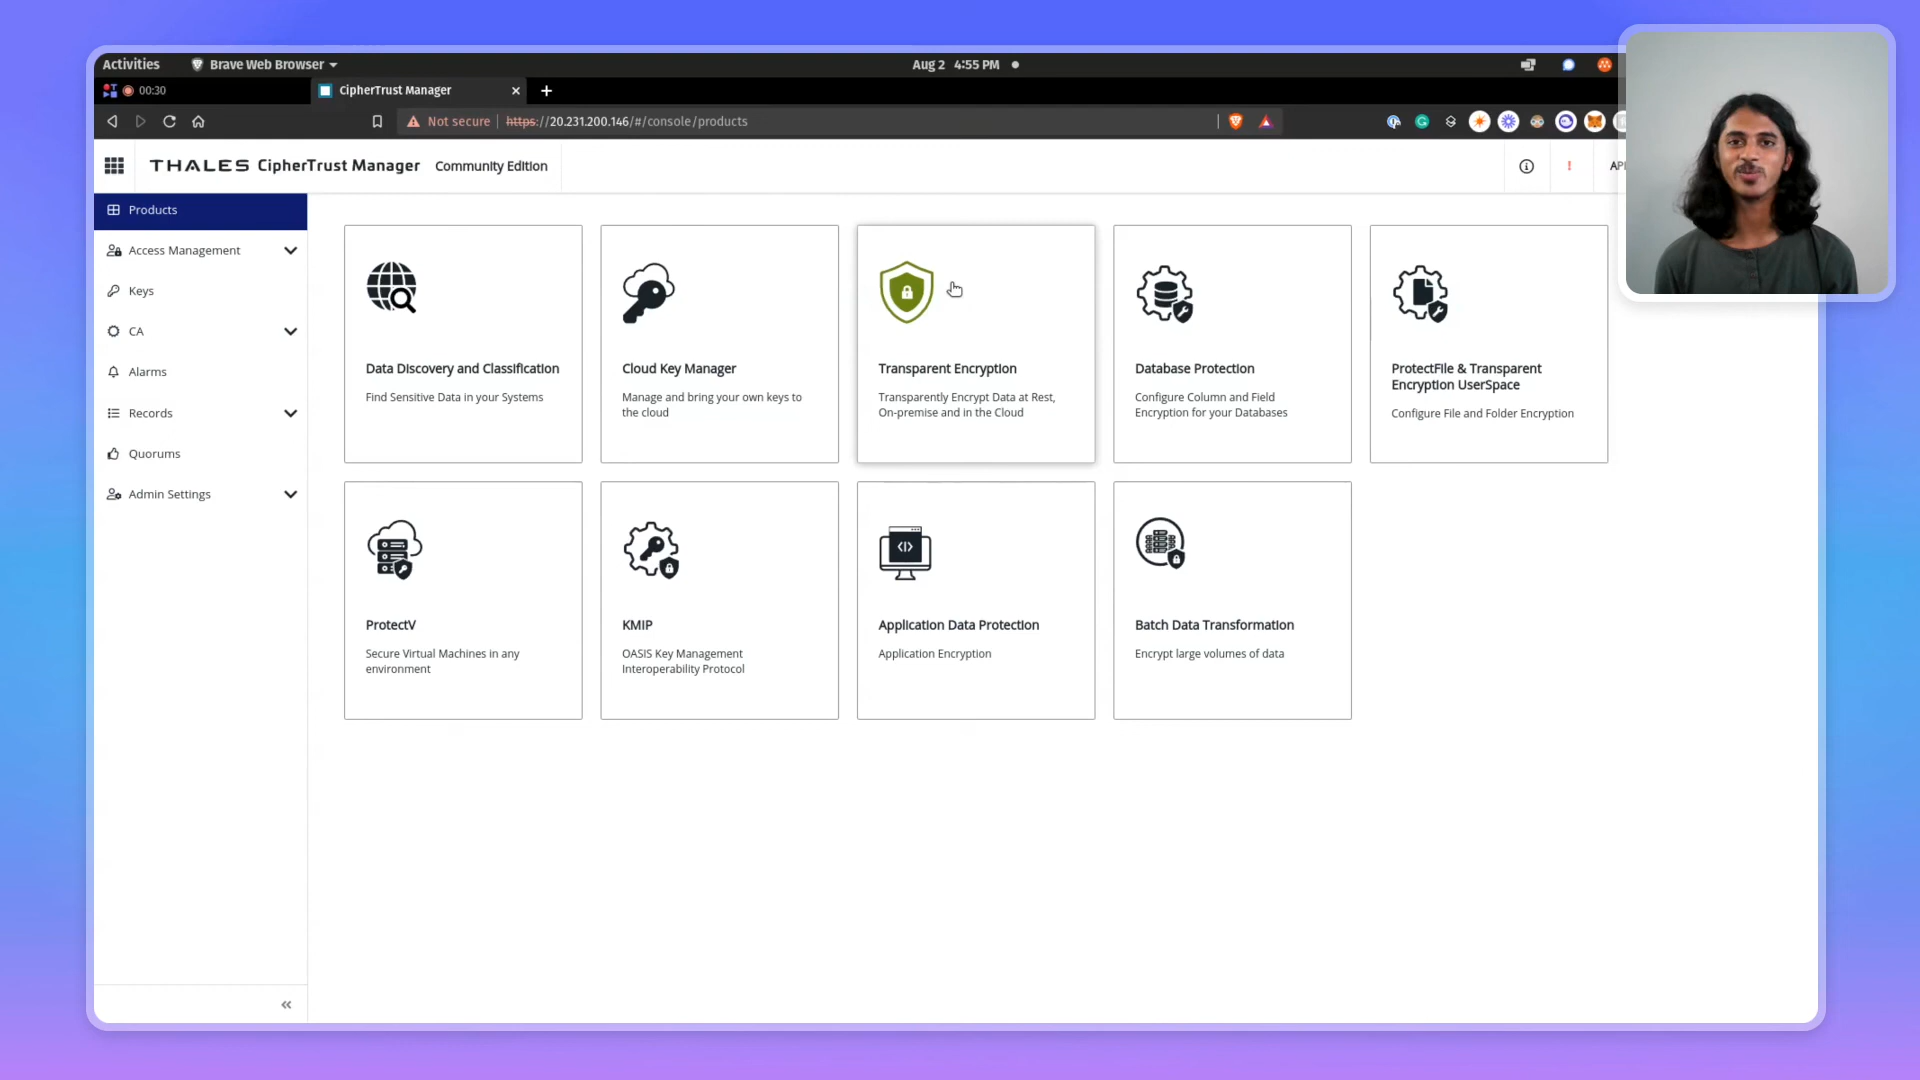 Activities
Brave Web Browser
Aug 2 4:55 PM
00:30
CipherTrust Manager
Not secure
https://20.231.200.146/#/console/products
THALES CipherTrust Manager
Community Edition
Products
Access Management
Keys
CA
Alarms
Records
Quorums
Admin Settings
Data Discovery and Classification
Find Sensitive Data in your Systems
Cloud Key Manager
Manage and bring your own keys to
the cloud
Transparent Encryption
Transparently Encrypt Data at Rest,
On-premise and in the Cloud
Database Protection
Configure Column and Field
Encryption for your Databases
ProtectFile & Transparent
Encryption UserSpace
Configure File and Folder Encryption
ProtectV
Secure Virtual Machines in any
environment
KMIP
OASIS Key Management
Interoperability Protocol
Application Data Protection
Application Encryption
Batch Data Transformation
Encrypt large volumes of data